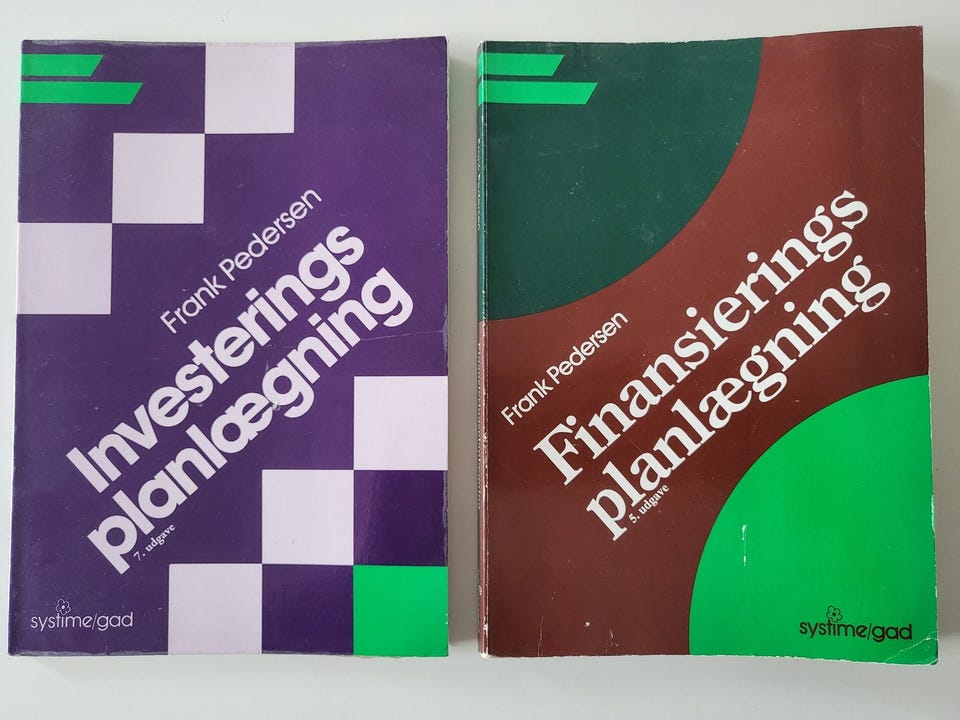 Frank Pedersen
Investerings
planlægning
7. udgave
systime/gad
Frank Pedersen
Finansierings
planlægning
5. udgave
systime/gad